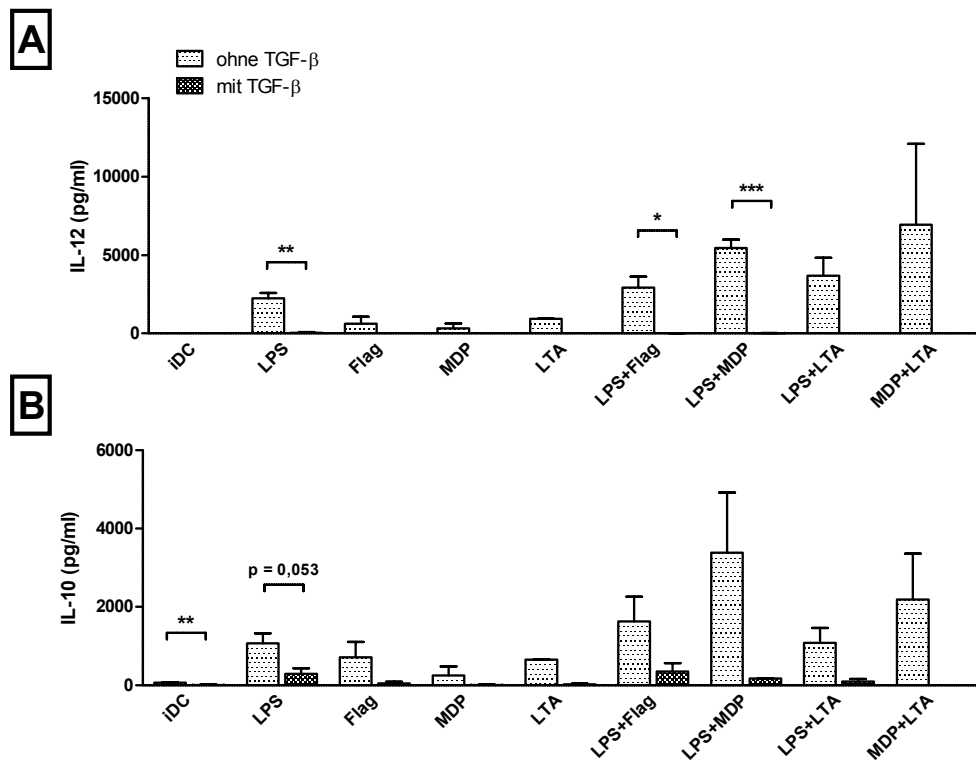 A
ohne TGF-β
mit TGF-β
15000
10000
5000
0
IL-12 (pg/ml)
**
*
***
iDC
LPS
Flag
MDP
LTA
LPS+Flag
LPS+MDP
LPS+LTA
MDP+LTA
B
6000
4000
2000
0
IL-10 (pg/ml)
**
p = 0,053
iDC
LPS
Flag
MDP
LTA
LPS+Flag
LPS+MDP
LPS+LTA
MDP+LTA